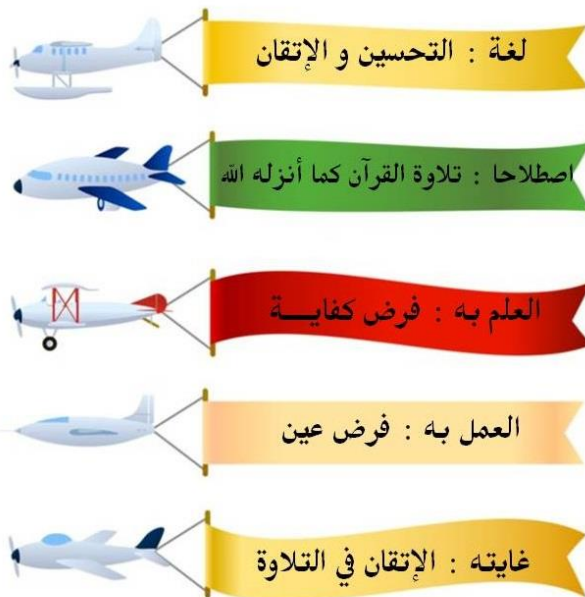 لغة : التحسين و الإتقان
اصطلاحا : تلاوة القرآن كما أنزله الله
العلم به : فرض كفايـــة
العمل به : فرض عين
غايته : الإتقان في التلاوة